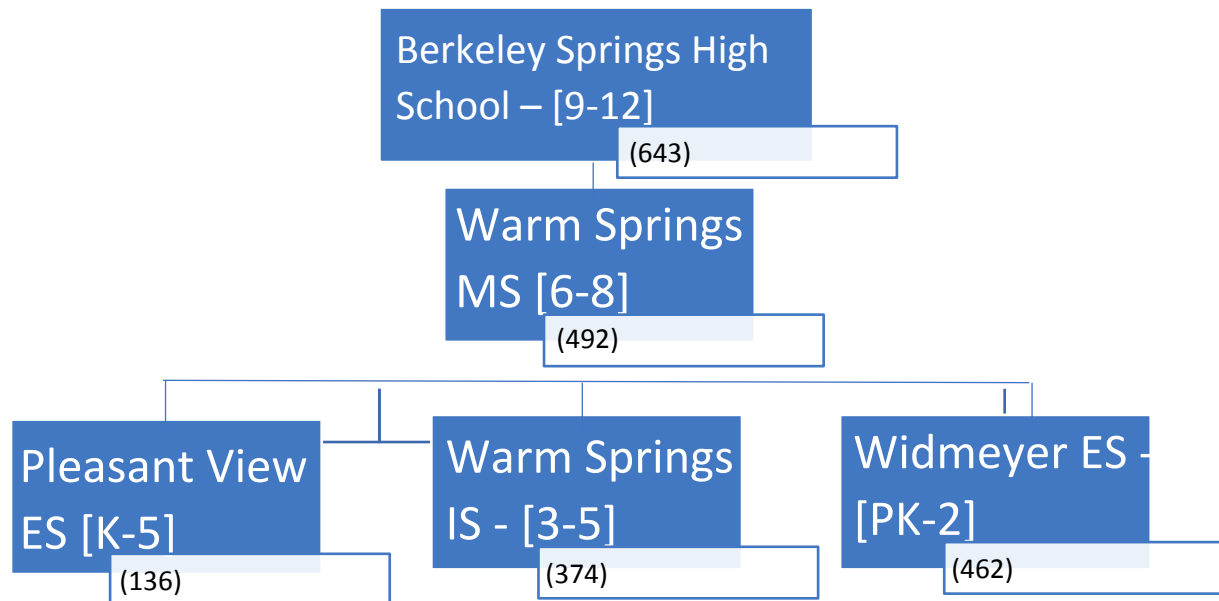 Berkeley Springs High
School – [9-12]
(643)
Warm Springs
MS [6-8]
(492)
Pleasant View
ES [K-5]
(136)
Warm Springs
IS - [3-5]
(374)
Widmeyer ES -
[PK-2]
(462)